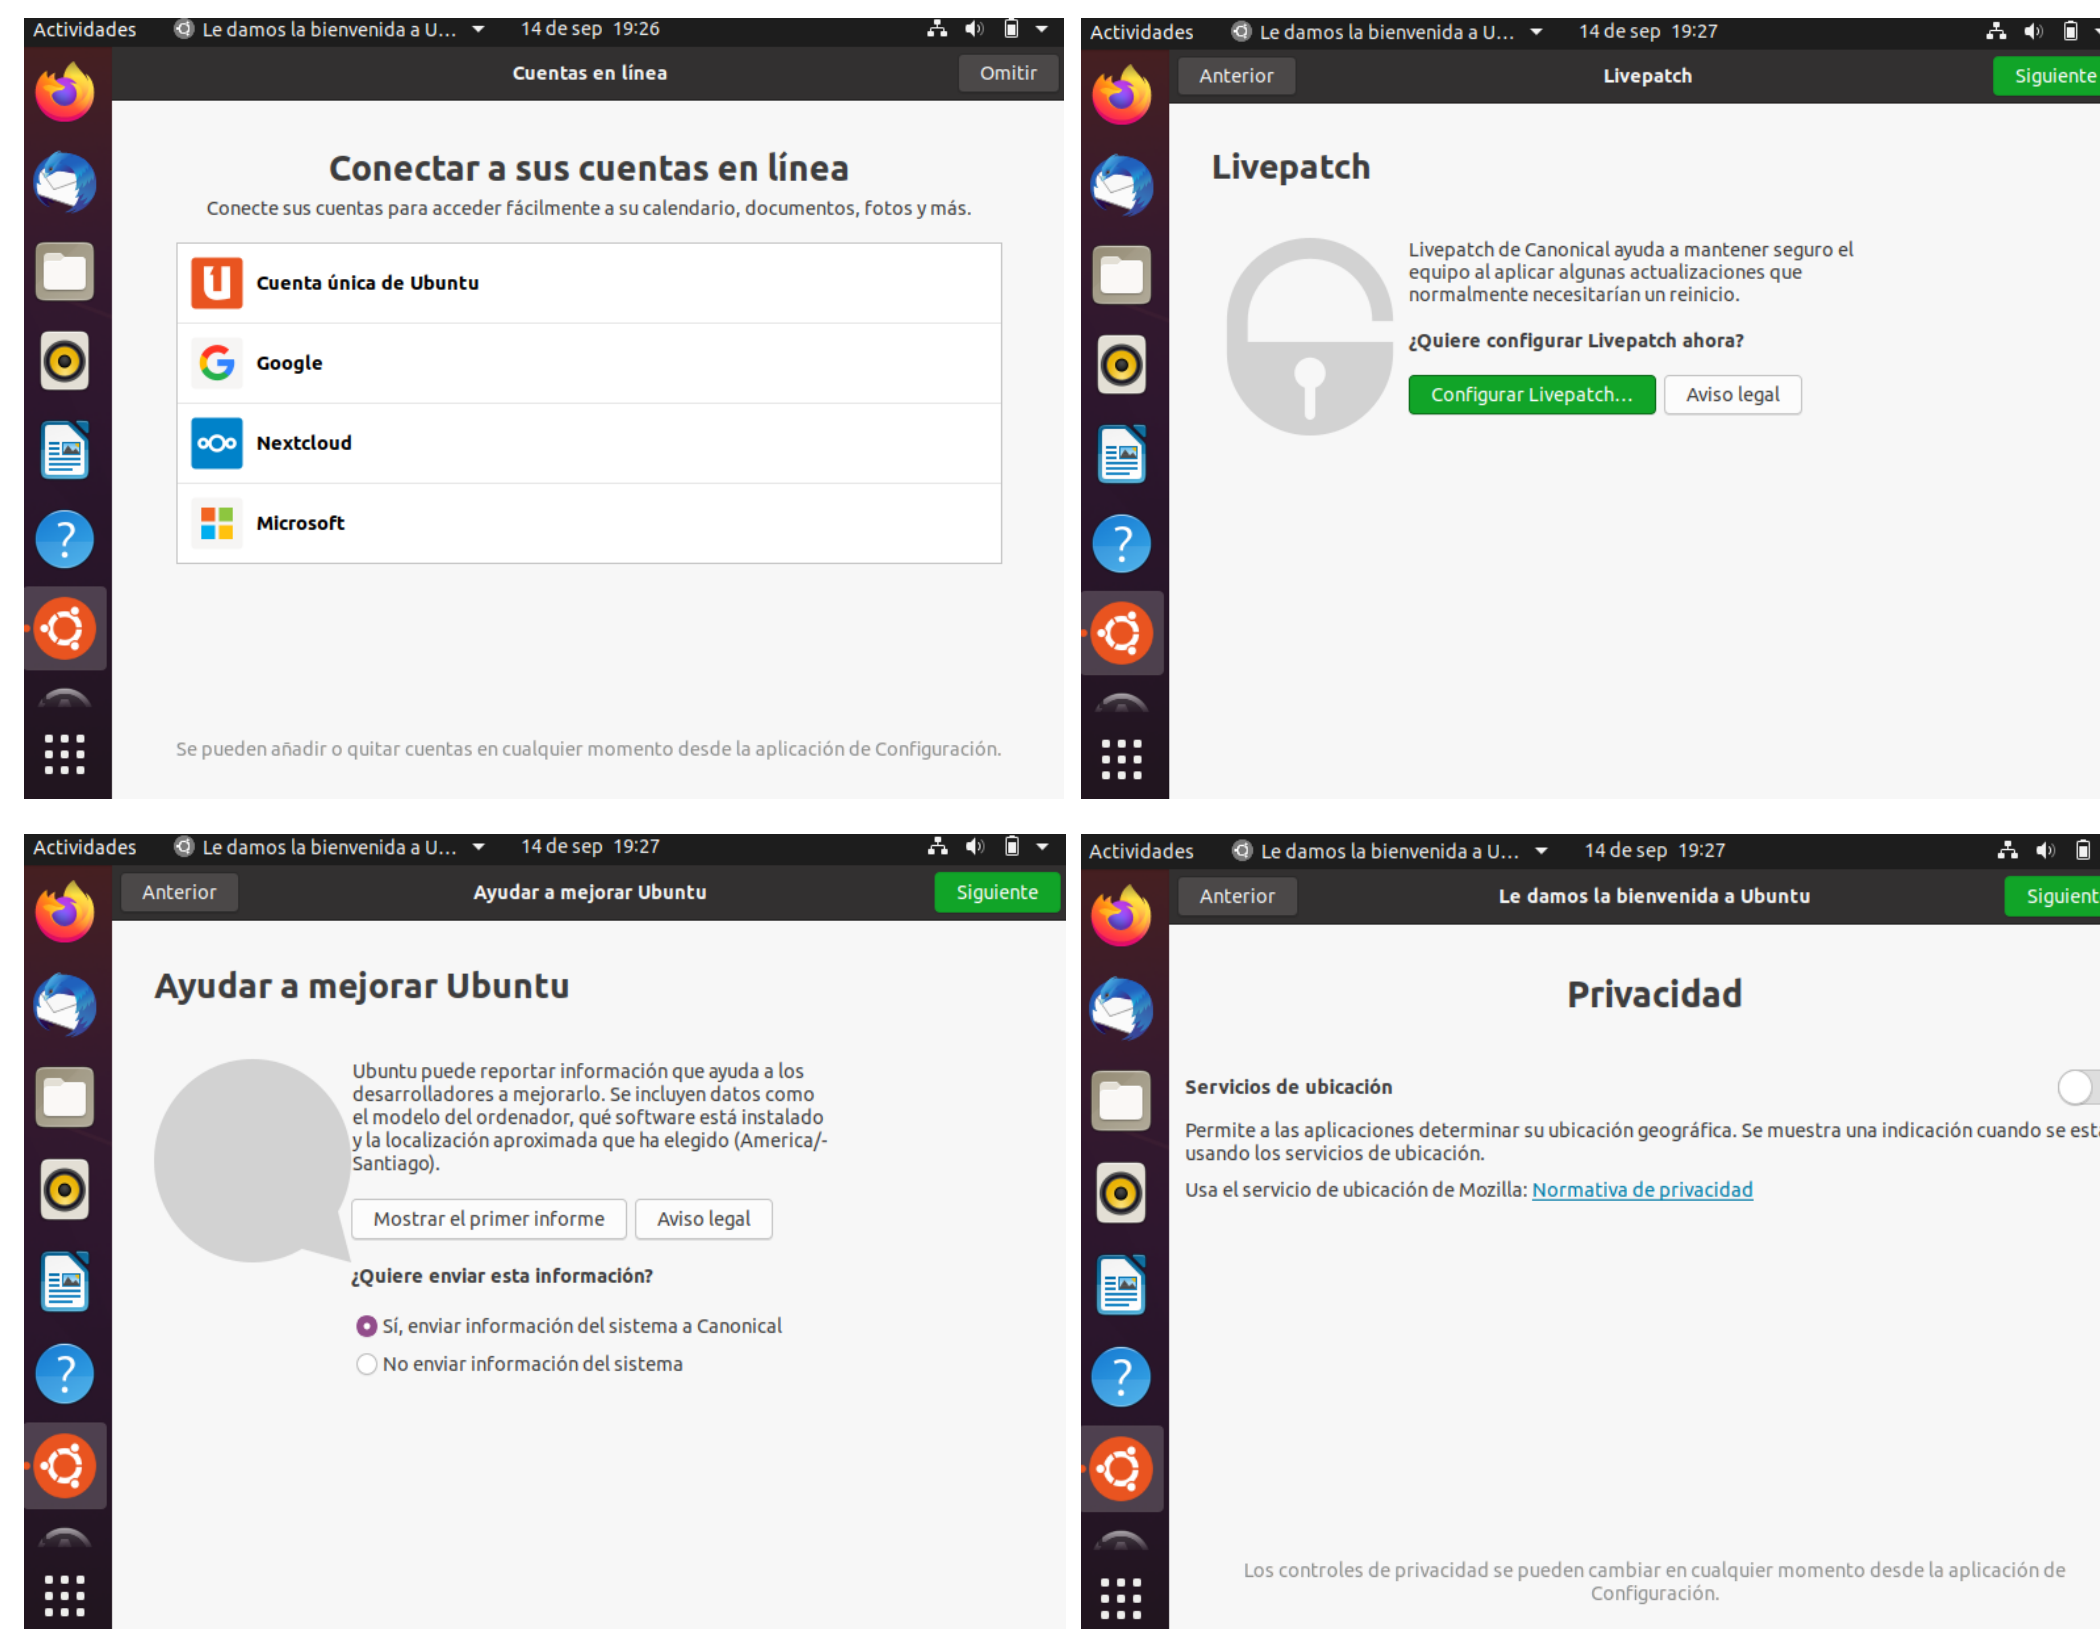 Actividades Le damos la bienvenida a U... 14 de sep 19:26
Cuentas en línea Omitir
Conectar a sus cuentas en línea
Conecte sus cuentas para acceder fácilmente a su calendario, documentos, fotos y más.
Cuenta única de Ubuntu
Google
Nextcloud
Microsoft
Se pueden añadir o quitar cuentas en cualquier momento desde la aplicación de Configuración.
Actividades Le damos la bienvenida a U... 14 de sep 19:27
Anterior Livepatch Siguiente
Livepatch
Livepatch de Canonical ayuda a mantener seguro el
equipo al aplicar algunas actualizaciones que
normalmente necesitarían un reinicio.
¿Quiere configurar Livepatch ahora?
Configurar Livepatch... Aviso legal
Actividades Le damos la bienvenida a U... 14 de sep 19:27
Anterior Ayudar a mejorar Ubuntu Siguiente
Ayudar a mejorar Ubuntu
Ubuntu puede reportar información que ayuda a los
desarrolladores a mejorarlo. Se incluyen datos como
el modelo del ordenador, qué software está instalado
y la localización aproximada que ha elegido (America/-
Santiago).
Mostrar el primer informe Aviso legal
¿Quiere enviar esta información?
Sí, enviar información del sistema a Canonical
No enviar información del sistema
Actividades Le damos la bienvenida a U... 14 de sep 19:27
Anterior Le damos la bienvenida a Ubuntu Siguient
Privacidad
Servicios de ubicación
Permite a las aplicaciones determinar su ubicación geográfica. Se muestra una indicación cuando se est
usando los servicios de ubicación.
Usa el servicio de ubicación de Mozilla: Normativa de privacidad
Los controles de privacidad se pueden cambiar en cualquier momento desde la aplicación de
Configuración.